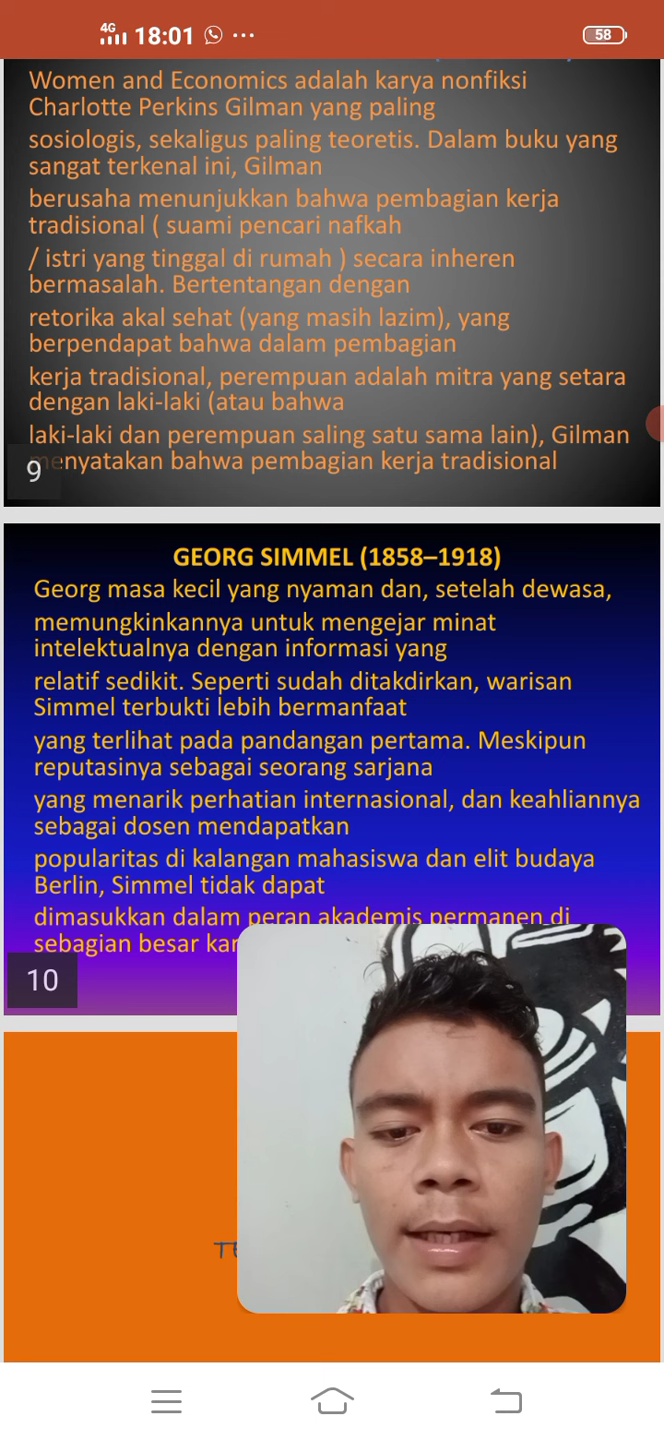 4G 18:01 58
Women and Economics adalah karya nonfiksi
Charlotte Perkins Gilman yang paling
sosiologis, sekaligus paling teoretis. Dalam buku yang
sangat terkenal ini, Gilman
berusaha menunjukkan bahwa pembagian kerja
tradisional ( suami pencari nafkah
/ istri yang tinggal di rumah ) secara inheren
bermasalah. Bertentangan dengan
retorika akal sehat (yang masih lazim), yang
berpendapat bahwa dalam pembagian
kerja tradisional, perempuan adalah mitra yang setara
dengan laki-laki (atau bahwa
laki-laki dan perempuan saling satu sama lain), Gilman
menyatakan bahwa pembagian kerja tradisional
9
GEORG SIMMEL (1858–1918)
Georg masa kecil yang nyaman dan, setelah dewasa,
memungkinkannya untuk mengejar minat
intelektualnya dengan informasi yang
relatif sedikit. Seperti sudah ditakdirkan, warisan
Simmel terbukti lebih bermanfaat
yang terlihat pada pandangan pertama. Meskipun
reputasinya sebagai seorang sarjana
yang menarik perhatian internasional, dan keahliannya
sebagai dosen mendapatkan
popularitas di kalangan mahasiswa dan elit budaya
Berlin, Simmel tidak dapat
dimasukkan dalam peran akademis permanen di
sebagian besar
10